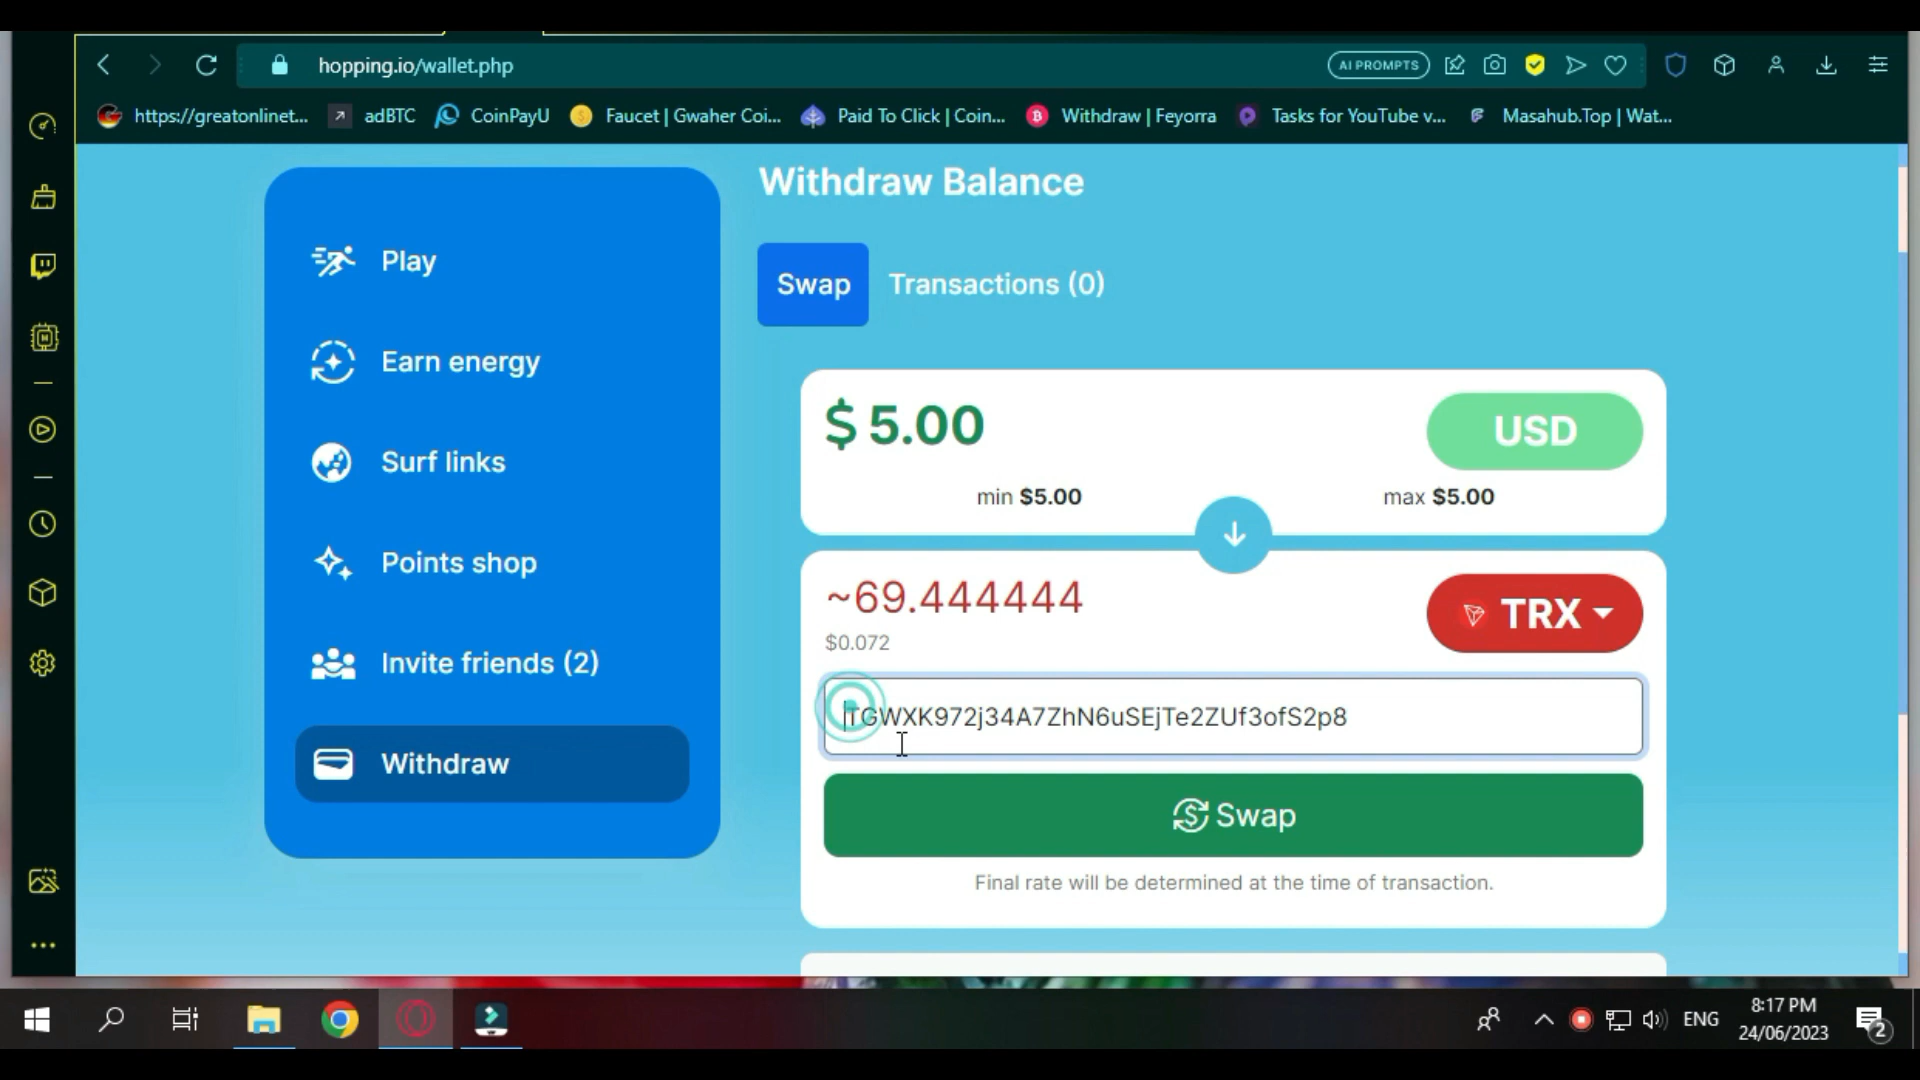 hopping.io/wallet.php
AI PROMPTS
https://greatonlinet...
adBTC
CoinPayU
Faucet | Gwaher Coi...
Paid To Click | Coin...
Withdraw | Feyorra
Tasks for YouTube v...
Masahub.Top | Wat...
Play
Earn energy
Surf links
Points shop
Invite friends (2)
Withdraw
Withdraw Balance
Swap
Transactions (0)
$ 5.00
USD
min $5.00
max $5.00
~69.444444
TRX
$0.072
TGWXK972j34A7ZhN6uSEjTe2ZUf3ofS2p8
Swap
Final rate will be determined at the time of transaction.
ENG
8:17 PM
24/06/2023
2